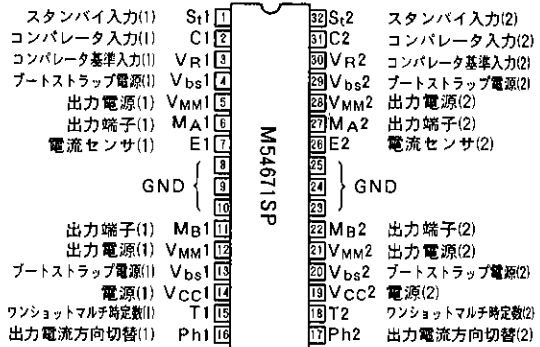 スタンバイ入力(1) St1 1 32 St2 スタンバイ入力(2)
コンパレータ入力(1) C1 2 31 C2 コンパレータ入力(2)
コンパレータ基準入力(1) VR1 3 30 VR2 コンパレータ基準入力(2)
ブートストラップ電源(1) Vbs1 4 29 Vbs2 ブートストラップ電源(2)
出力電源(1) VMM1 5 28 VMM2 出力電源(2)
出力端子(1) MA1 6 27 MA2 出力端子(2)
電流センサ(1) E1 7 26 E2 電流センサ(2)
8 25
GND 9 24 GND
10 23
M54671SP
出力端子(1) MB1 11 22 MB2 出力端子(2)
出力電源(1) VMM1 12 21 VMM2 出力電源(2)
ブートストラップ電源(1) Vbs1 13 20 Vbs2 ブートストラップ電源(2)
電源(1) VCC1 14 19 VCC2 電源(2)
ワンショットマルチ時定数(1) T1 15 18 T2 ワンショットマルチ時定数(2)
出力電流方向切替(1) Ph1 16 17 Ph2 出力電流方向切替(2)